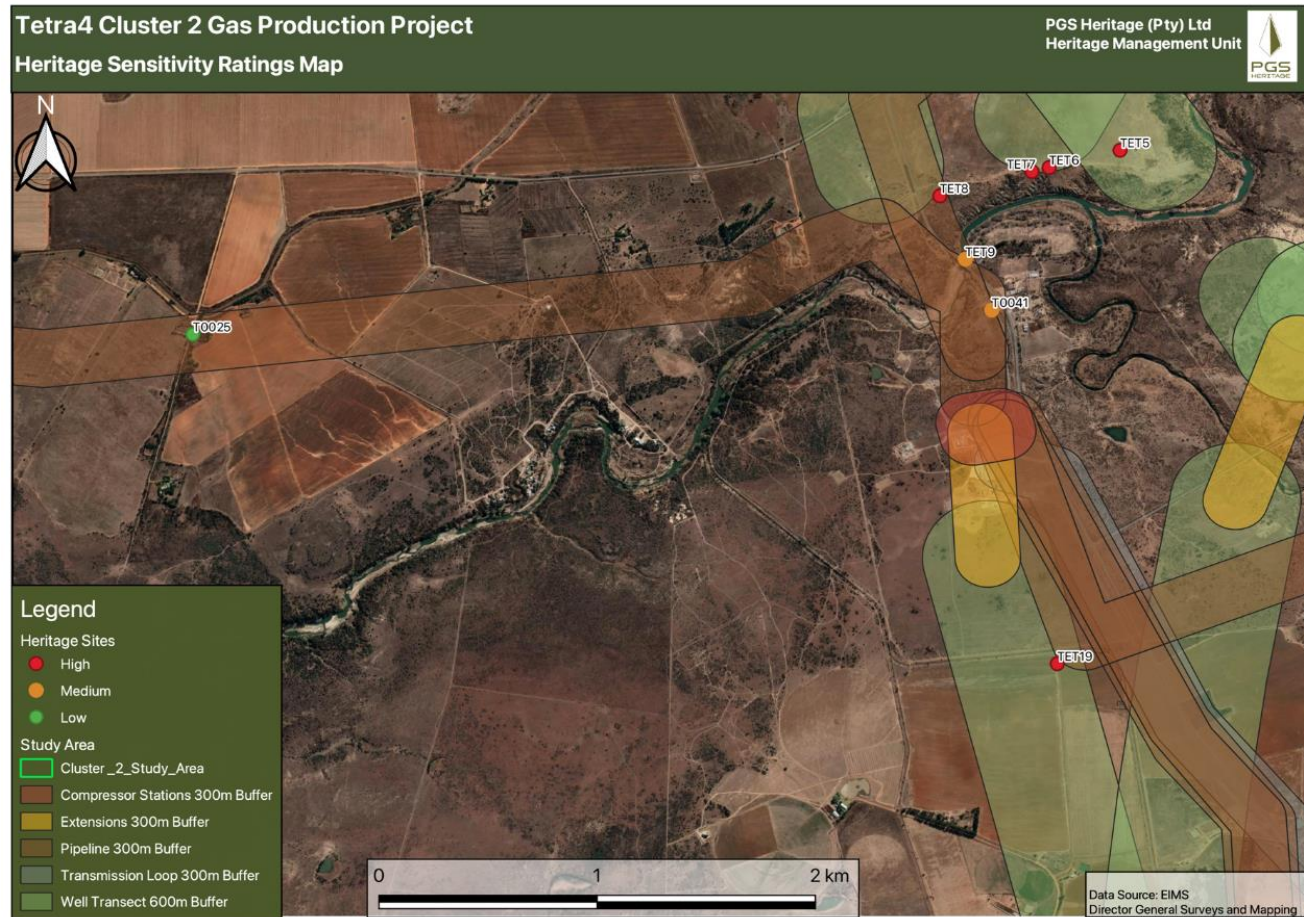 Tetra4 Cluster 2 Gas Production Project
Heritage Sensitivity Ratings Map
PGS Heritage (Pty) Ltd
Heritage Management Unit
PGS
HERITAGE
N
TET5
TET7
TET6
TET8
TET9
T0041
T0025
TET19
Legend
Heritage Sites
High
Medium
Low
Study Area
Cluster _2_Study_Area
Compressor Stations 300m Buffer
Extensions 300m Buffer
Pipeline 300m Buffer
Transmission Loop 300m Buffer
Well Transect 600m Buffer
0 1 2 km
Data Source: EIMS
Director General Surveys and Mapping